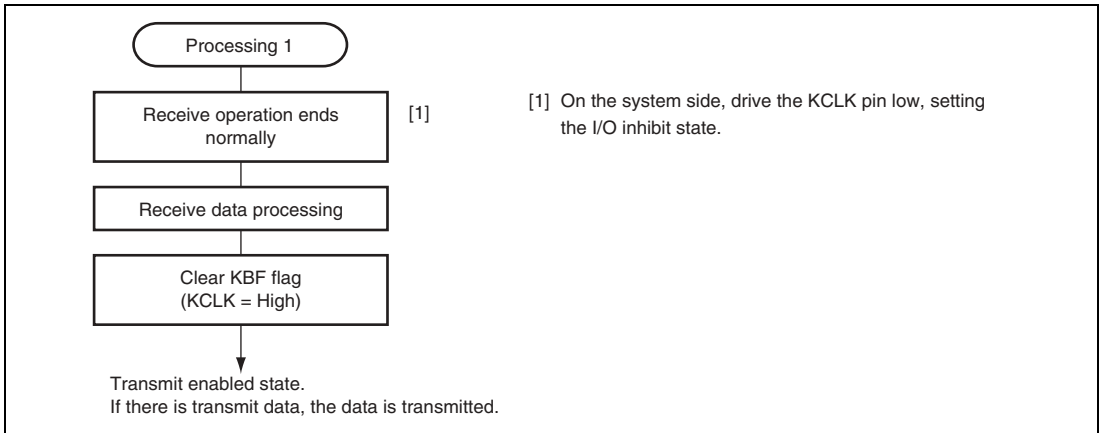 Processing 1
Receive operation ends
normally
[1]
[1] On the system side, drive the KCLK pin low, setting
the I/O inhibit state.
Receive data processing
Clear KBF flag
(KCLK = High)
Transmit enabled state.
If there is transmit data, the data is transmitted.